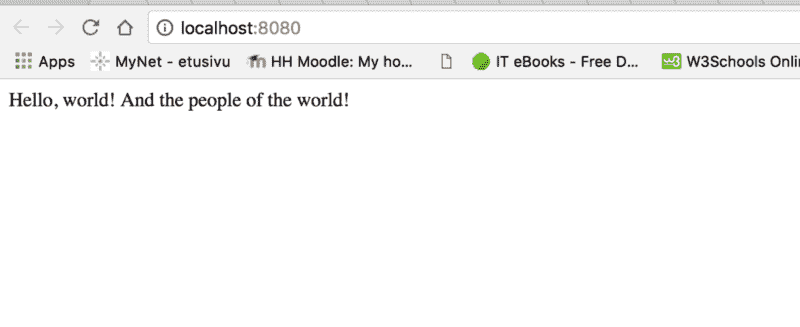 localhost:8080
Apps MyNet - etusivu HH Moodle: My ho... IT eBooks - Free D... W3Schools Onli
Hello, world! And the people of the world!